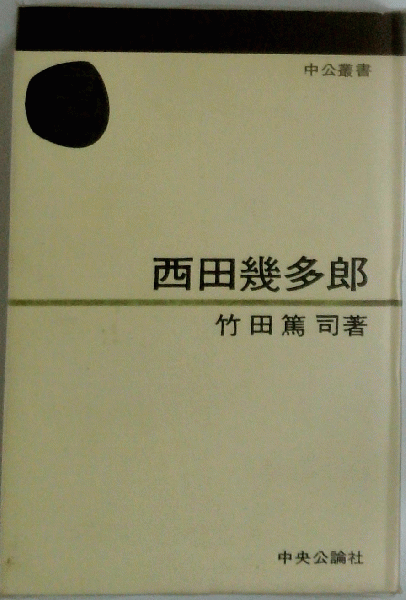 中公叢書
西田幾多郎
竹田篤司著
中央公論社